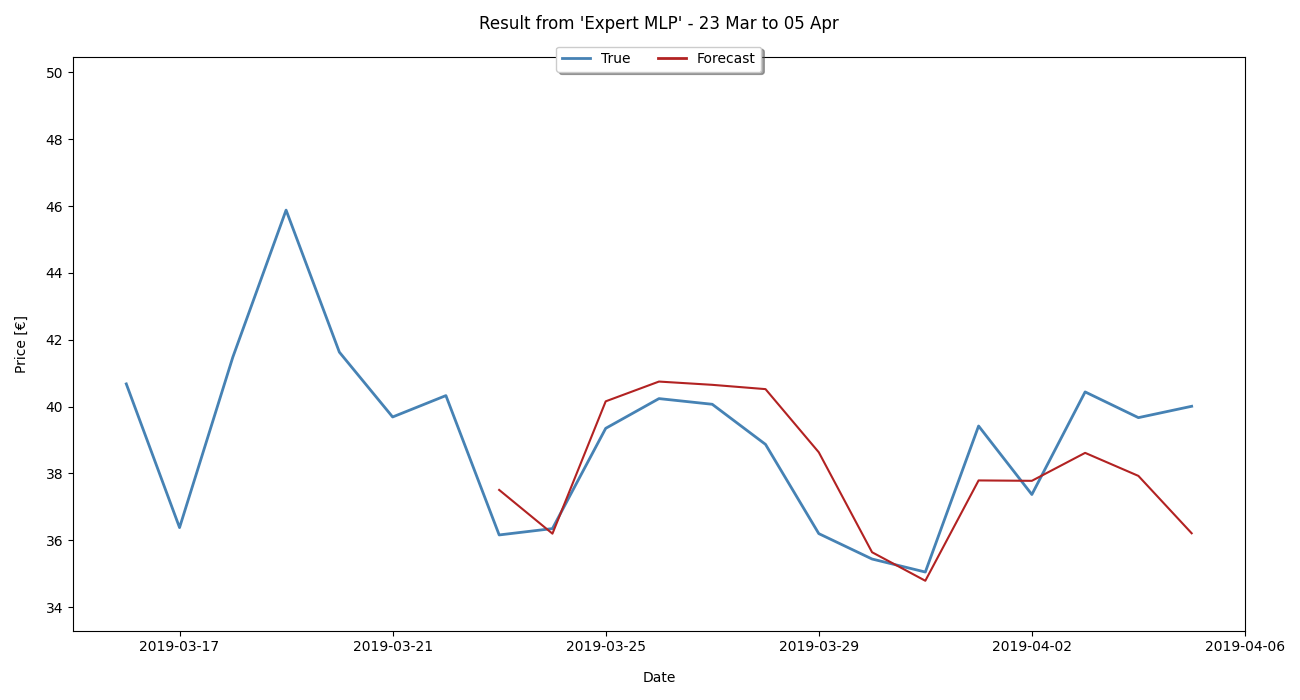 Result from 'Expert MLP' - 23 Mar to 05 Apr
True Forecast
50
48
46
44
42
40
38
36
34
Price [€]
2019-03-17 2019-03-21 2019-03-25 2019-03-29 2019-04-02 2019-04-06
Date